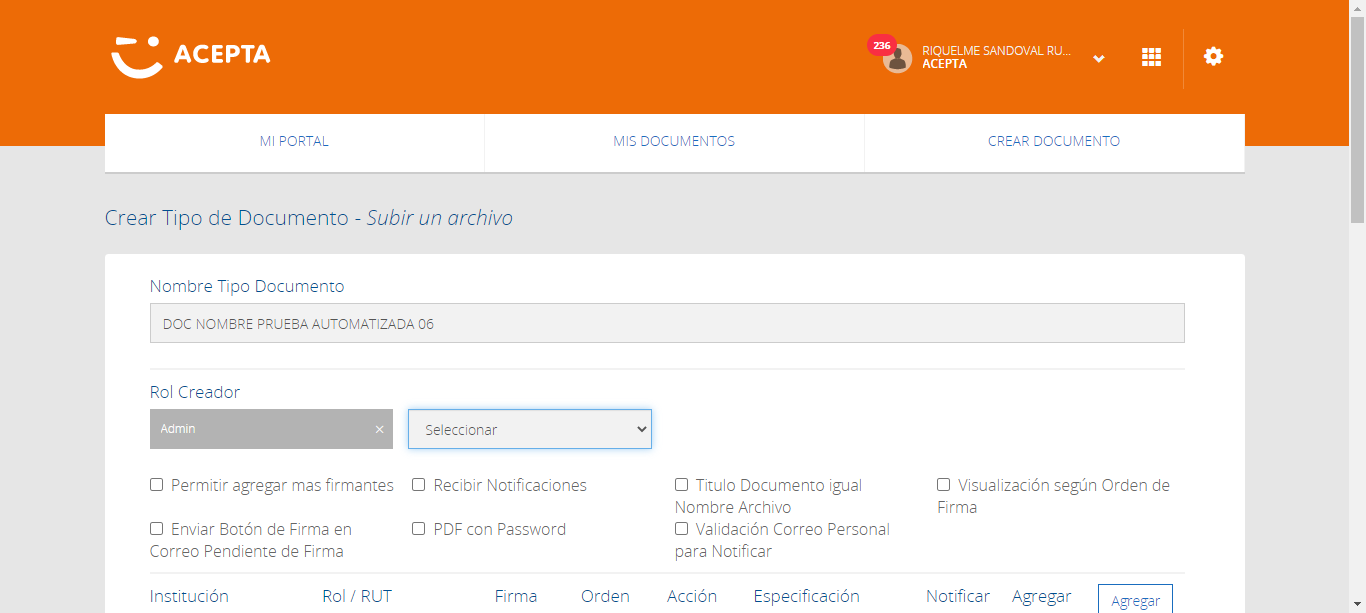 ACEPTA
236
RIQUELME SANDOVAL RU...
ACEPTA
MI PORTAL
MIS DOCUMENTOS
CREAR DOCUMENTO
Crear Tipo de Documento - Subir un archivo
Nombre Tipo Documento
DOC NOMBRE PRUEBA AUTOMATIZADA 06
Rol Creador
Admin ×
Seleccionar
Permitir agregar mas firmantes
Recibir Notificaciones
Titulo Documento igual
Nombre Archivo
Visualización según Orden de
Firma
Enviar Botón de Firma en
Correo Pendiente de Firma
PDF con Password
Validación Correo Personal
para Notificar
Institución Rol / RUT Firma Orden Acción Especificación Notificar Agregar Agregar